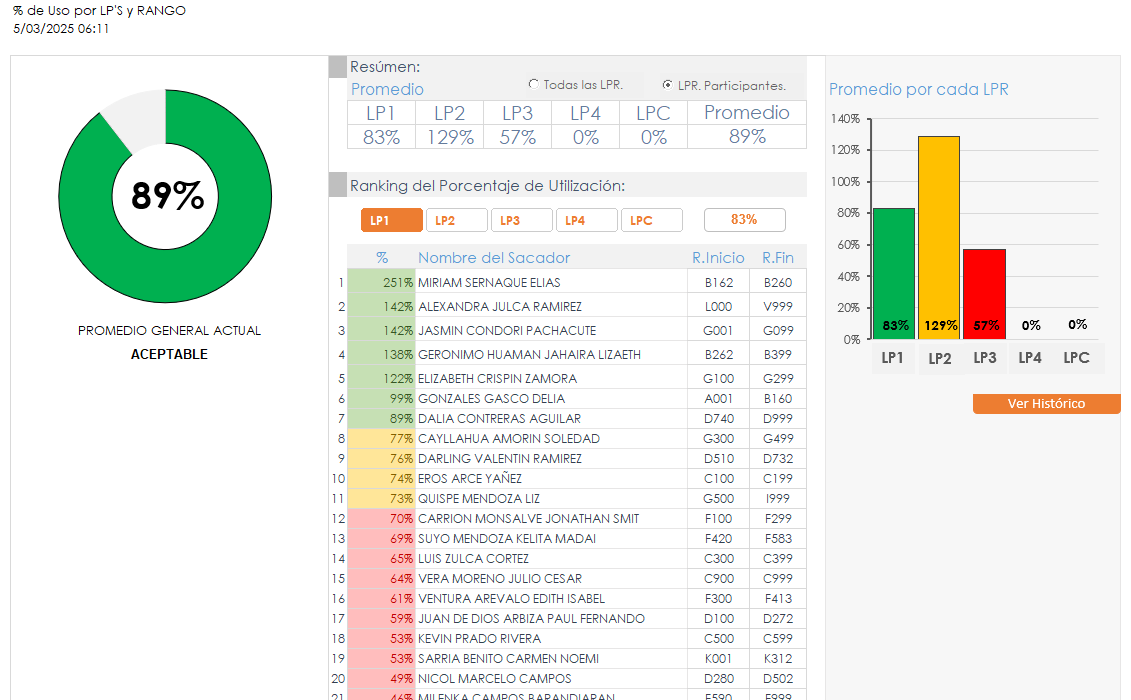 % de Uso por LP'S y RANGO
5/03/2025 06:11
89%
PROMEDIO GENERAL ACTUAL
ACEPTABLE
Resúmen:
Promedio
Todas las LPR.
LPR. Participantes.
LP1 LP2 LP3 LP4 LPC Promedio
83% 129% 57% 0% 0% 89%
Ranking del Porcentaje de Utilización:
LP1 LP2 LP3 LP4 LPC 83%
% Nombre del Sacador R.Inicio R.Fin
1 251% MIRIAM SERNAQUE ELIAS B162 B260
2 142% ALEXANDRA JULCA RAMIREZ L000 V999
3 142% JASMIN CONDORI PACHACUTE G001 G099
4 138% GERONIMO HUAMAN JAHAIRA LIZAETH B262 B399
5 122% ELIZABETH CRISPIN ZAMORA G100 G299
6 99% GONZALES GASCO DELIA A001 B160
7 89% DALIA CONTRERAS AGUILAR D740 D999
8 77% CAYLLAHUA AMORIN SOLEDAD G300 G499
9 76% DARLING VALENTIN RAMIREZ D510 D732
10 74% EROS ARCE YAÑEZ C100 C199
11 73% QUISPE MENDOZA LIZ G500 I999
12 70% CARRION MONSALVE JONATHAN SMIT F100 F299
13 69% SUYO MENDOZA KELITA MADAI F420 F583
14 65% LUIS ZULCA CORTEZ C300 C399
15 64% VERA MORENO JULIO CESAR C900 C999
16 61% VENTURA AREVALO EDITH ISABEL F300 F413
17 59% JUAN DE DIOS ARBIZA PAUL FERNANDO D100 D272
18 53% KEVIN PRADO RIVERA C500 C599
19 53% SARRIA BENITO CARMEN NOEMI K001 K312
20 49% NICOL MARCELO CAMPOS D280 D502
21 46% MILENKA CAMPOS BARANDIARAN F590 F999
Promedio por cada LPR
140%
120%
100%
80%
60%
40%
20%
0%
83% 129% 57% 0% 0%
LP1 LP2 LP3 LP4 LPC
Ver Histórico